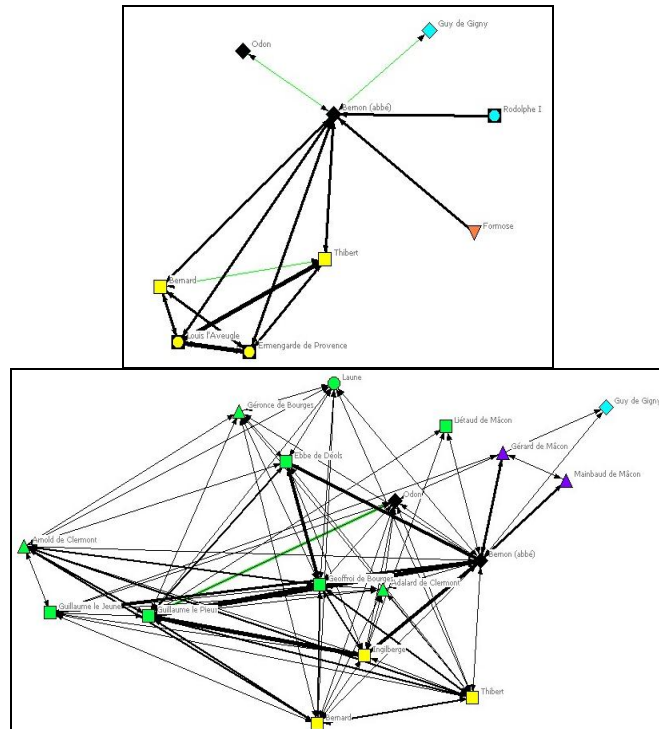 Guy de Gigny
Odon
Bernon (abbé)
Rodolphe I
Formose
Thibert
Bernard
Louis l'Aveugle
Ermengarde de Provence
Laune
Géronce de Bourges
Guy de Gigny
Liétaud de Mâcon
Gérard de Mâcon
Ebbe de Déols
Mainbaud de Mâcon
Odon
Arnold de Clermont
Bernon (abbé)
Geoffroi de Bourges
Adalard de Clermont
Guillaume le Jeune
Guillaume le Pieux
Ingilberge
Thibert
Bernard